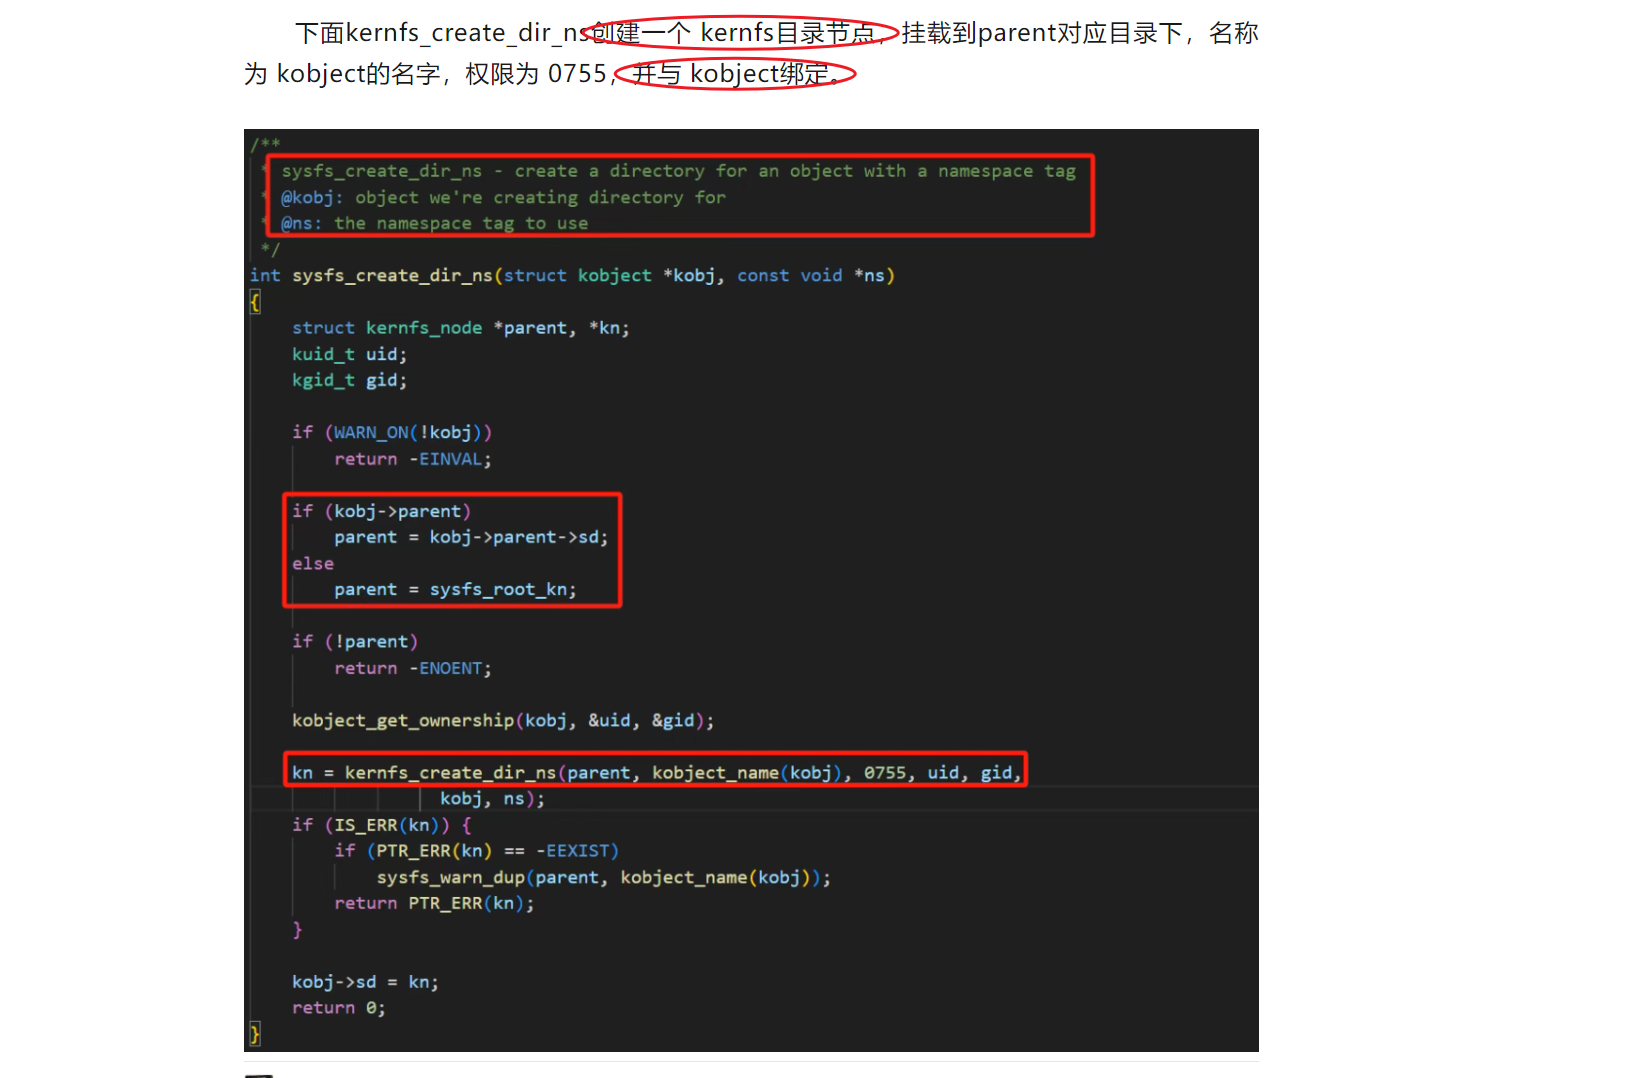 下面kernfs_create_dir_ns创建一个 kernfs目录节点，挂载到parent对应目录下，名称
为 kobject的名字，权限为 0755，并与 kobject绑定。
/**
* sysfs_create_dir_ns - create a directory for an object with a namespace tag
* @kobj: object we're creating directory for
* @ns: the namespace tag to use
*/
int sysfs_create_dir_ns(struct kobject *kobj, const void *ns)
{
struct kernfs_node *parent, *kn;
kuid_t uid;
kgid_t gid;
if (WARN_ON(!kobj))
return -EINVAL;
if (kobj->parent)
parent = kobj->parent->sd;
else
parent = sysfs_root_kn;
if (!parent)
return -ENOENT;
kobject_get_ownership(kobj, &uid, &gid);
kn = kernfs_create_dir_ns(parent, kobject_name(kobj), 0755, uid, gid,
kobj, ns);
if (IS_ERR(kn)) {
if (PTR_ERR(kn) == -EEXIST)
sysfs_warn_dup(parent, kobject_name(kobj));
return PTR_ERR(kn);
}
kobj->sd = kn;
return 0;
}